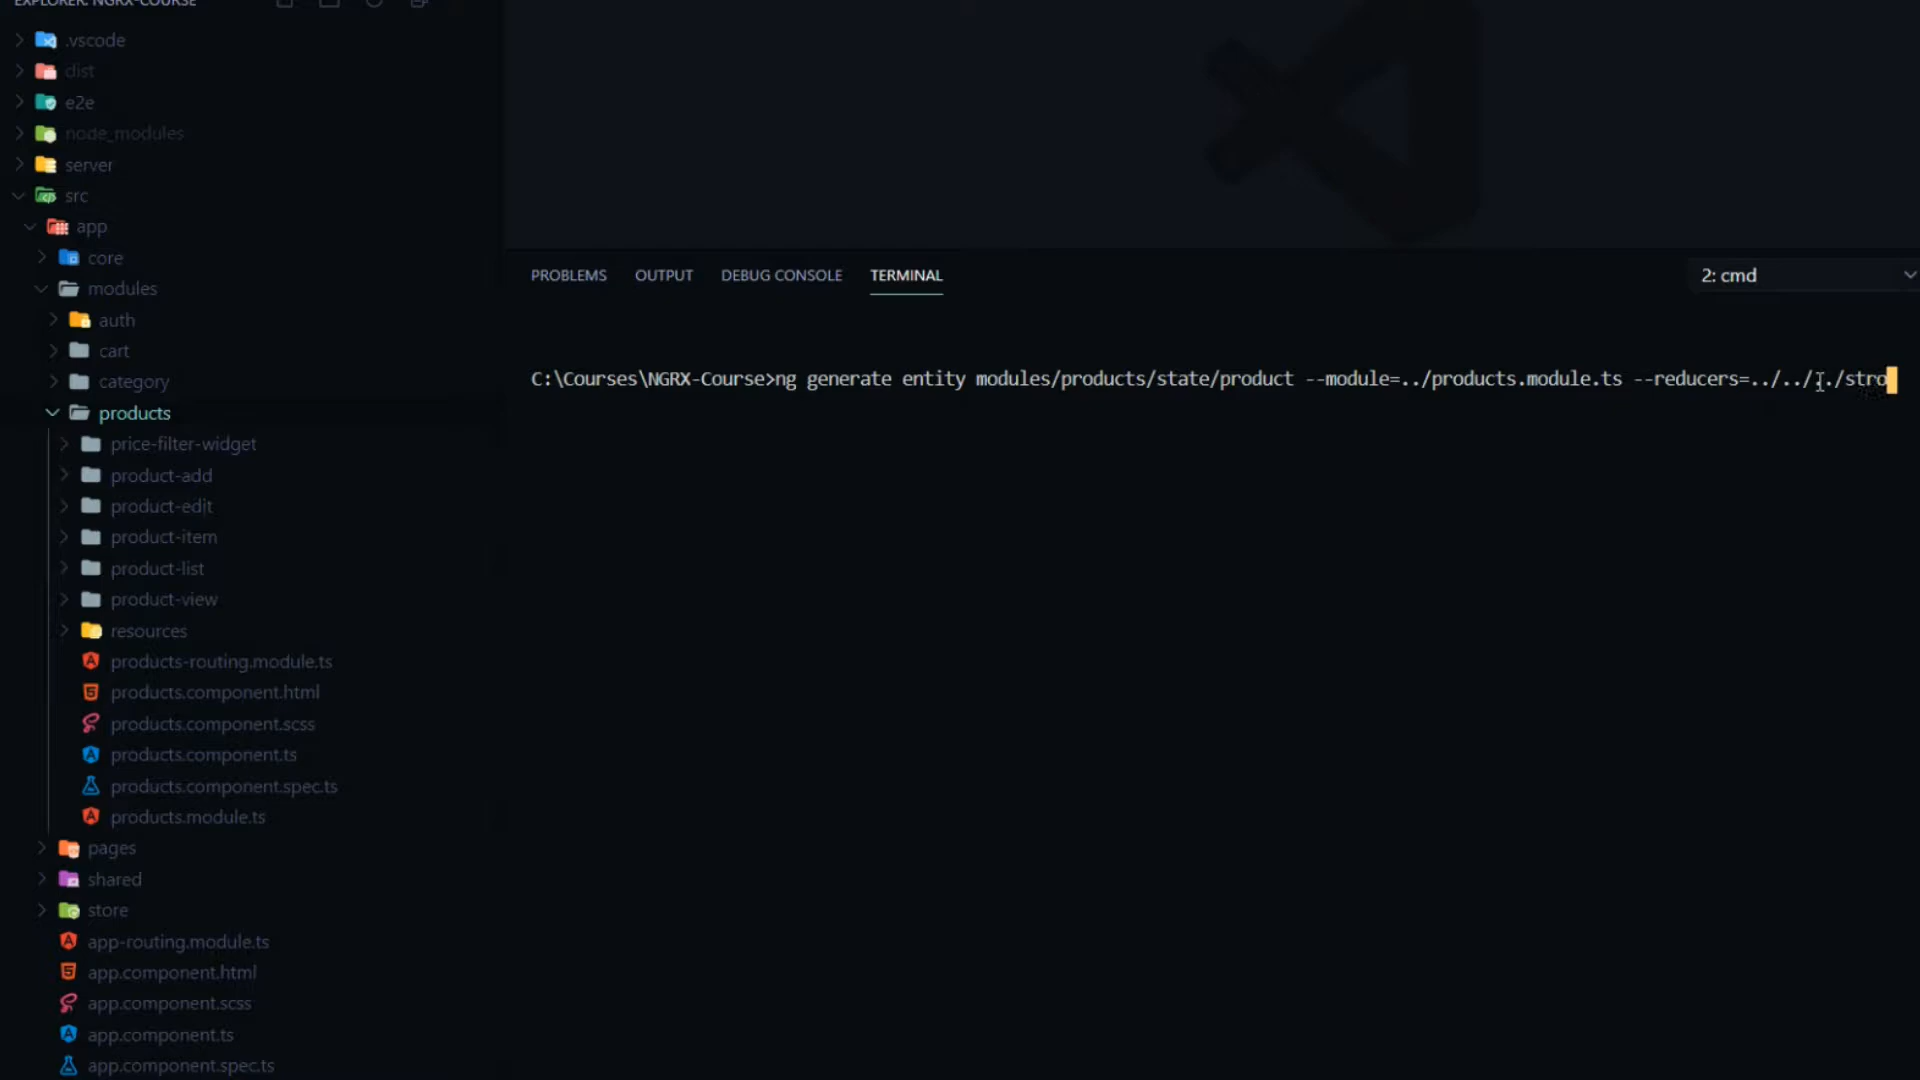 EXPLORER: NGRX-COURSE
.vscode
dist
e2e
node_modules
server
src
app
core
modules
auth
cart
category
products
price-filter-widget
product-add
product-edit
product-item
product-list
product-view
resources
products-routing.module.ts
products.component.html
products.component.scss
products.component.ts
products.component.spec.ts
products.module.ts
pages
shared
store
app-routing.module.ts
app.component.html
app.component.scss
app.component.ts
app.component.spec.ts
PROBLEMS OUTPUT DEBUG CONSOLE TERMINAL 2: cmd
C:\Courses\NGRX-Course>ng generate entity modules/products/state/product --module=../products.module.ts --reducers=../../../stro